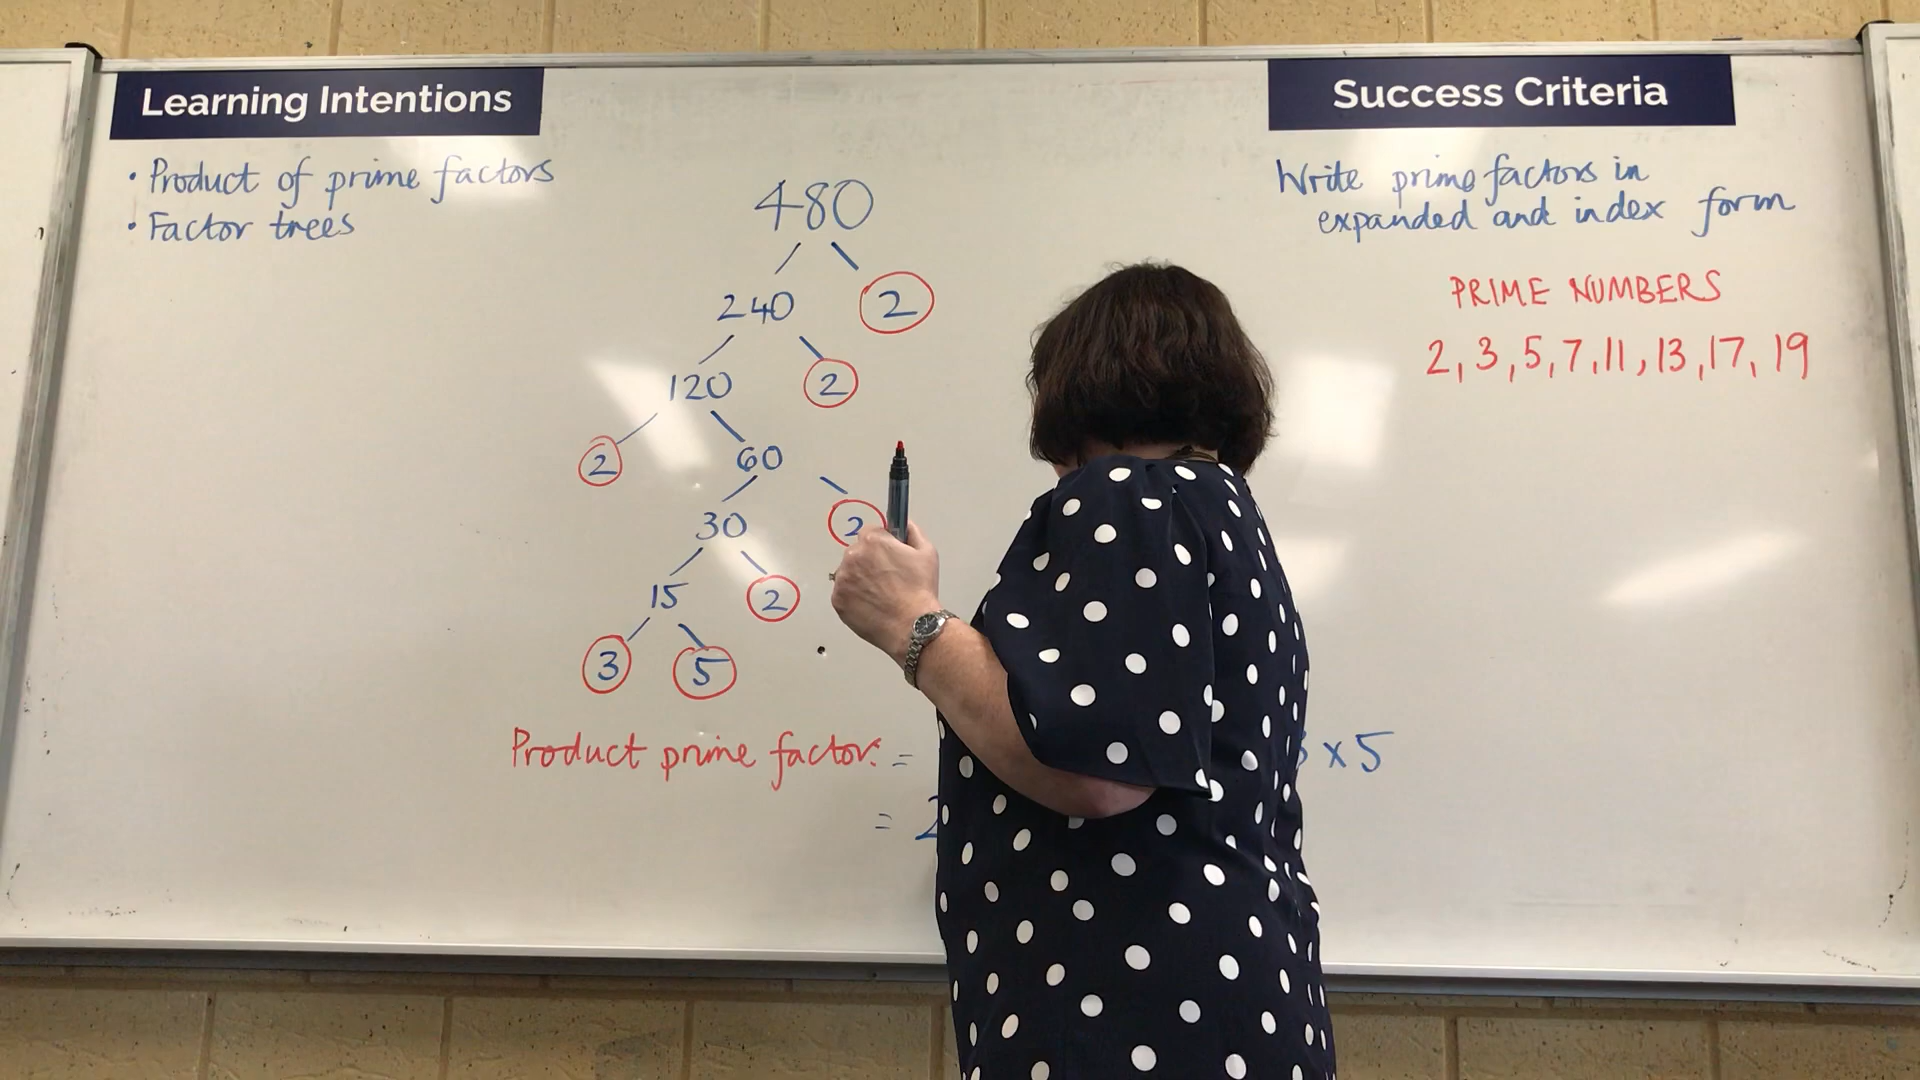 Learning Intentions
• Product of prime factors
• Factor trees
Success Criteria
Write prime factors in
expanded and index form
PRIME NUMBERS
2, 3, 5, 7, 11, 13, 17, 19
480
240 2
120 2
2 60
30 2
15 2
3 5
Product prime factor: =
x 5
= 2